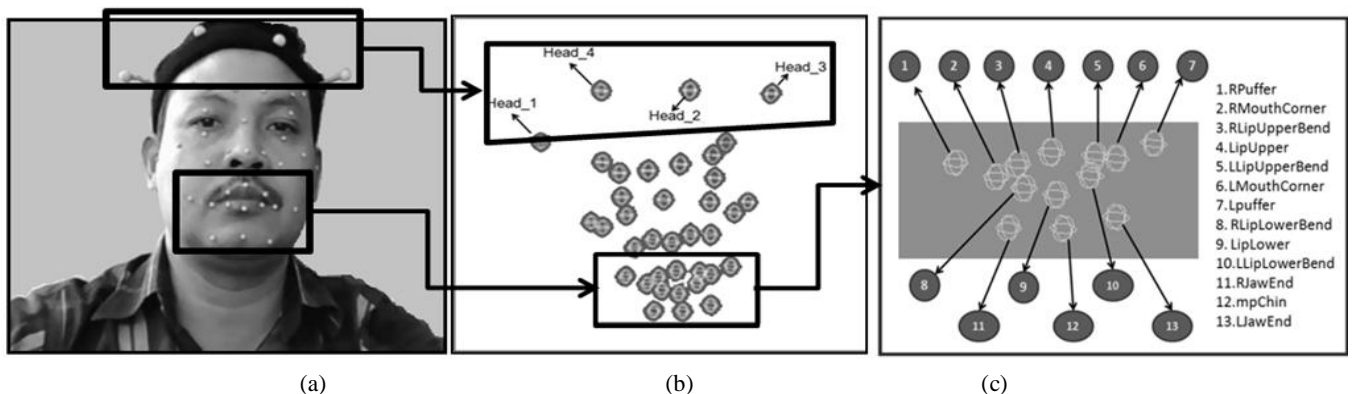 Head_4
Head_3
Head_1
Head_2
1 2 3 4 5 6 7
1.RPuffer
2.RMouthCorner
3.RLipUpperBend
4.LipUpper
5.LLipUpperBend
6.LMouthCorner
7.Lpuffer
8.RLipLowerBend
9.LipLower
10.LLipLowerBend
11.RJawEnd
12.mpChin
13.LJawEnd
8 9 10
11 12 13
(a) (b) (c)